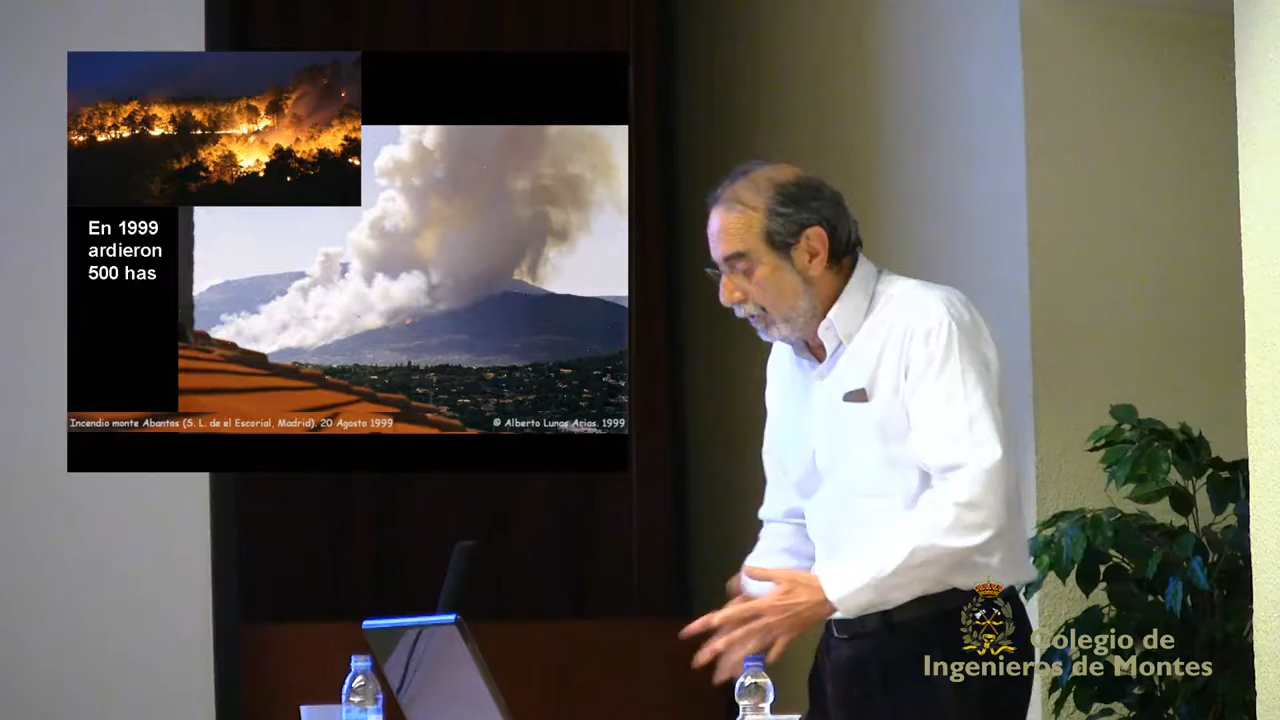 En 1999
ardieron
500 has
Incendio monte Abantos (S. L. de el Escorial, Madrid). 20 Agosto 1999
© Alberto Lunas Arias. 1999
Colegio de
Ingenieros de Montes